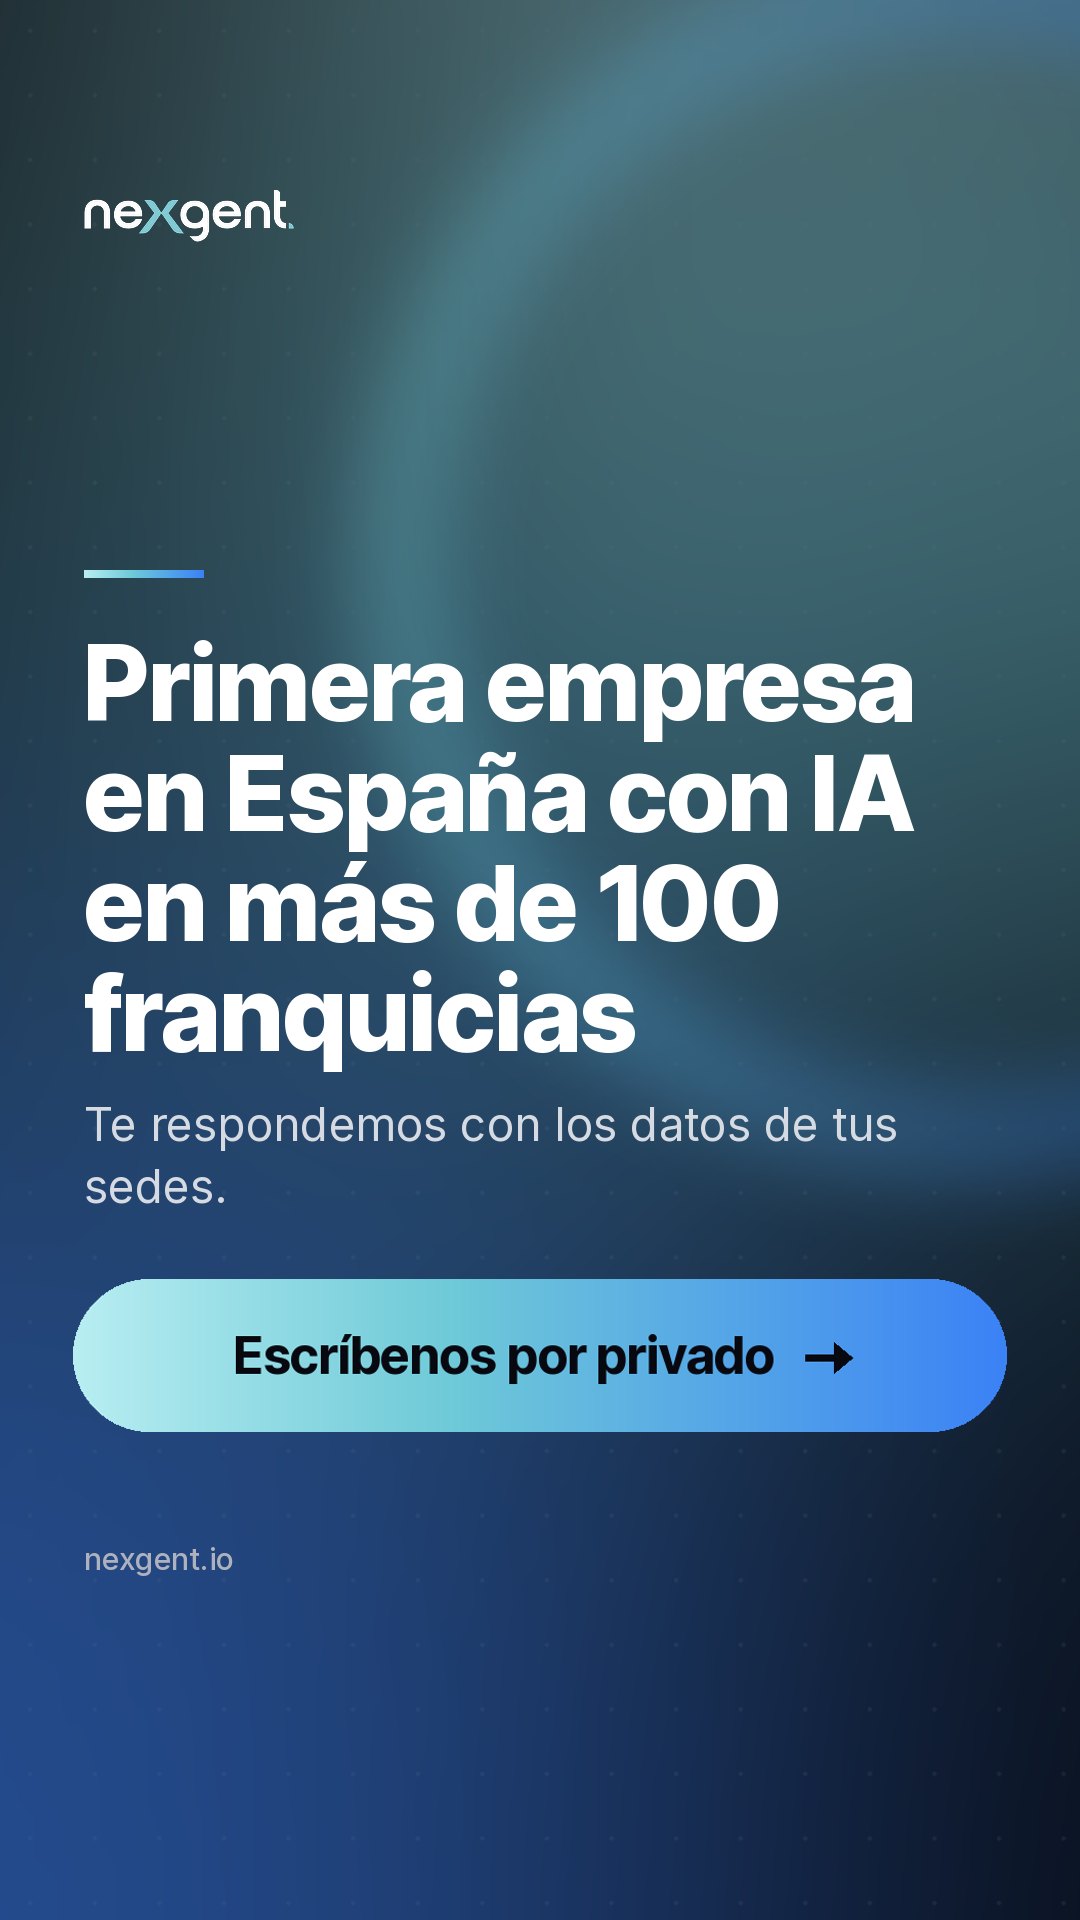 nexgent.
Primera empresa
en España con IA
en más de 100
franquicias
Te respondemos con los datos de tus
sedes.
Escríbenos por privado →
nexgent.io